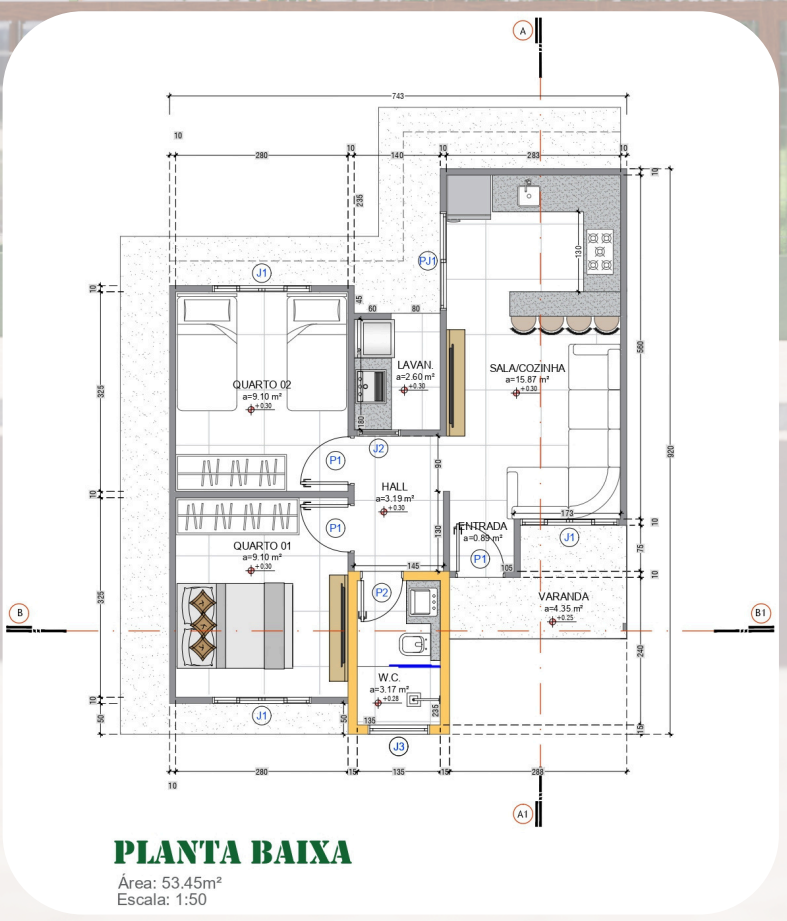 A
743
10
280
10
140
10
283
10
10
235
J1
PJ1
130
10
45
60
80
LAVAN.
a=2.60 m²
+0.30
SALA/COZINHA
a=15.87 m²
+0.30
QUARTO 02
a=9.10 m²
+0.30
325
560
920
180
J2
P1
90
HALL
a=3.19 m²
+0.30
10
P1
130
173
ENTRADA
a=0.89 m²
J1
10
QUARTO 01
a=9.10 m²
+0.30
145
P1
105
75
10
P2
VARANDA
a=4.35 m²
+0.25
325
B
B1
240
W.C.
a=3.17 m²
+0.28
235
135
10
50
J1
50
J3
15
280
15
135
15
288
10
A1
PLANTA BAIXA
Área: 53.45m²
Escala: 1:50